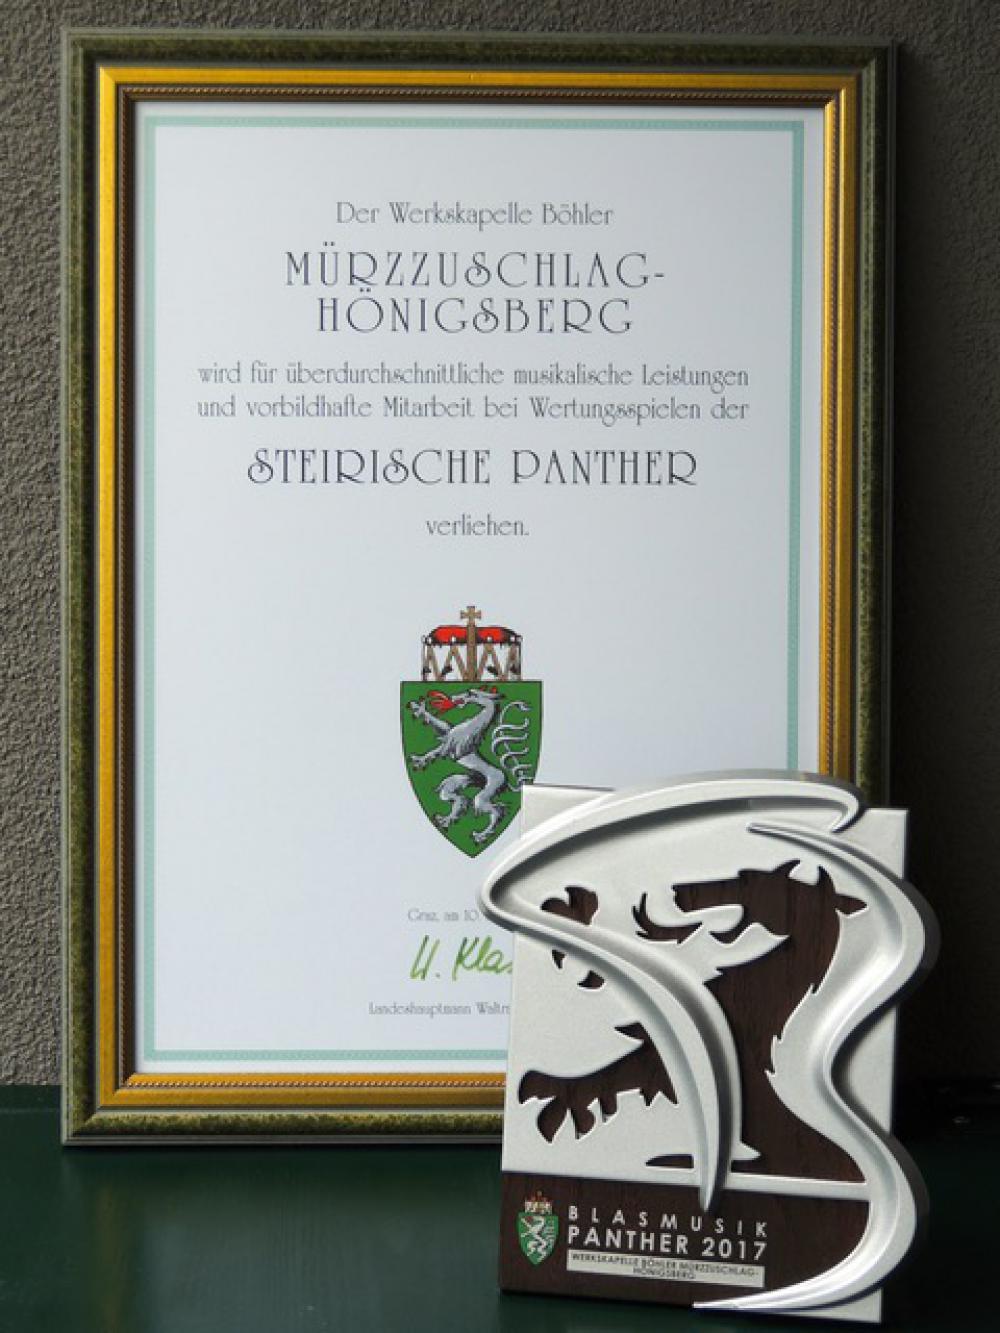 Der Werkskapelle Böhler
MÜRZZUSCHLAG-
HÖNIGSBERG
wird für überdurchschnittliche musikalische Leistungen
und vorbildhafte Mitarbeit bei Wertungsspielen der
STEIRISCHE PANTHER
verliehen.
Graz, am 10.
Landeshauptmann
BLASMUSIK
PANTHER 2017
WERKSKAPELLE BÖHLER MÜRZZUSCHLAG-
HÖNIGSBERG